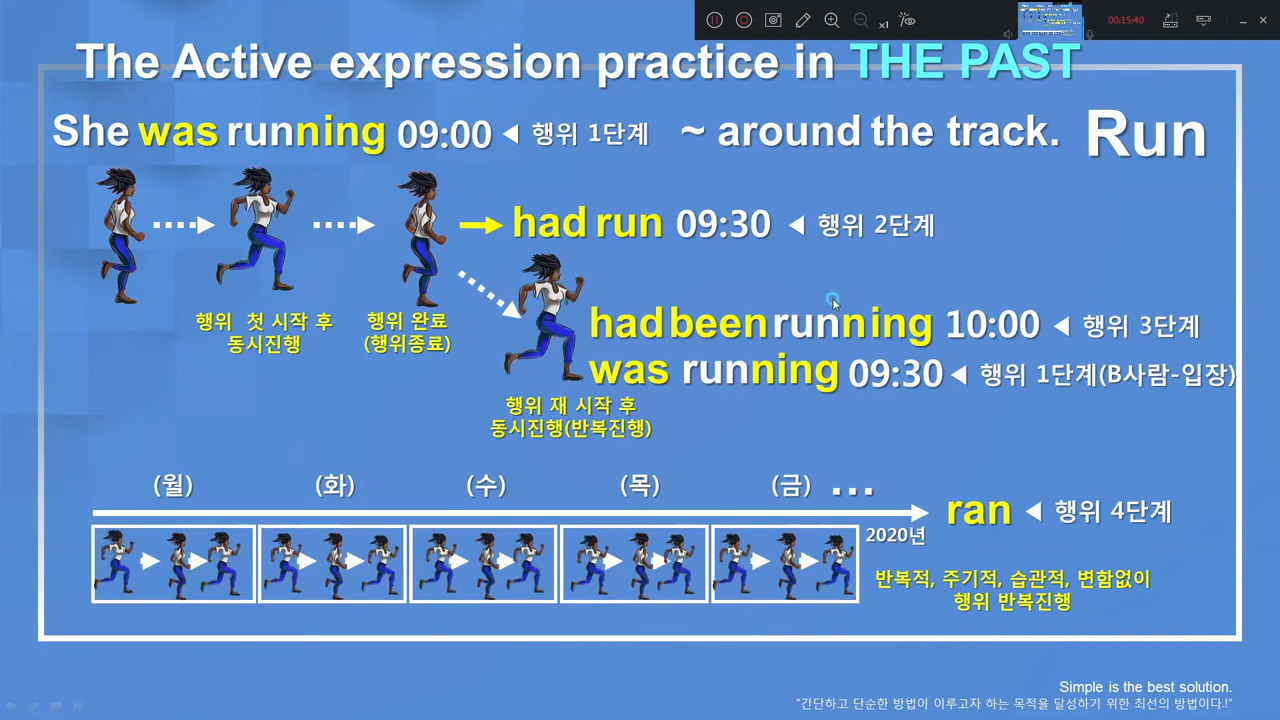 x1
00:15:40
The Active expression practice in THE PAST
She was running 09:00 ◀ 행위 1단계 ~ around the track. Run
had run 09:30 ◀ 행위 2단계
행위 첫 시작 후
동시진행
행위 완료
(행위종료)
had been running 10:00 ◀ 행위 3단계
was running 09:30 ◀ 행위 1단계(B사람-입장)
행위 재 시작 후
동시진행(반복진행)
(월) (화) (수) (목) (금) ...
ran ◀ 행위 4단계
2020년
반복적, 주기적, 습관적, 변함없이
행위 반복진행
Simple is the best solution.
"간단하고 단순한 방법이 이루고자 하는 목적을 달성하기 위한 최선의 방법이다.!"